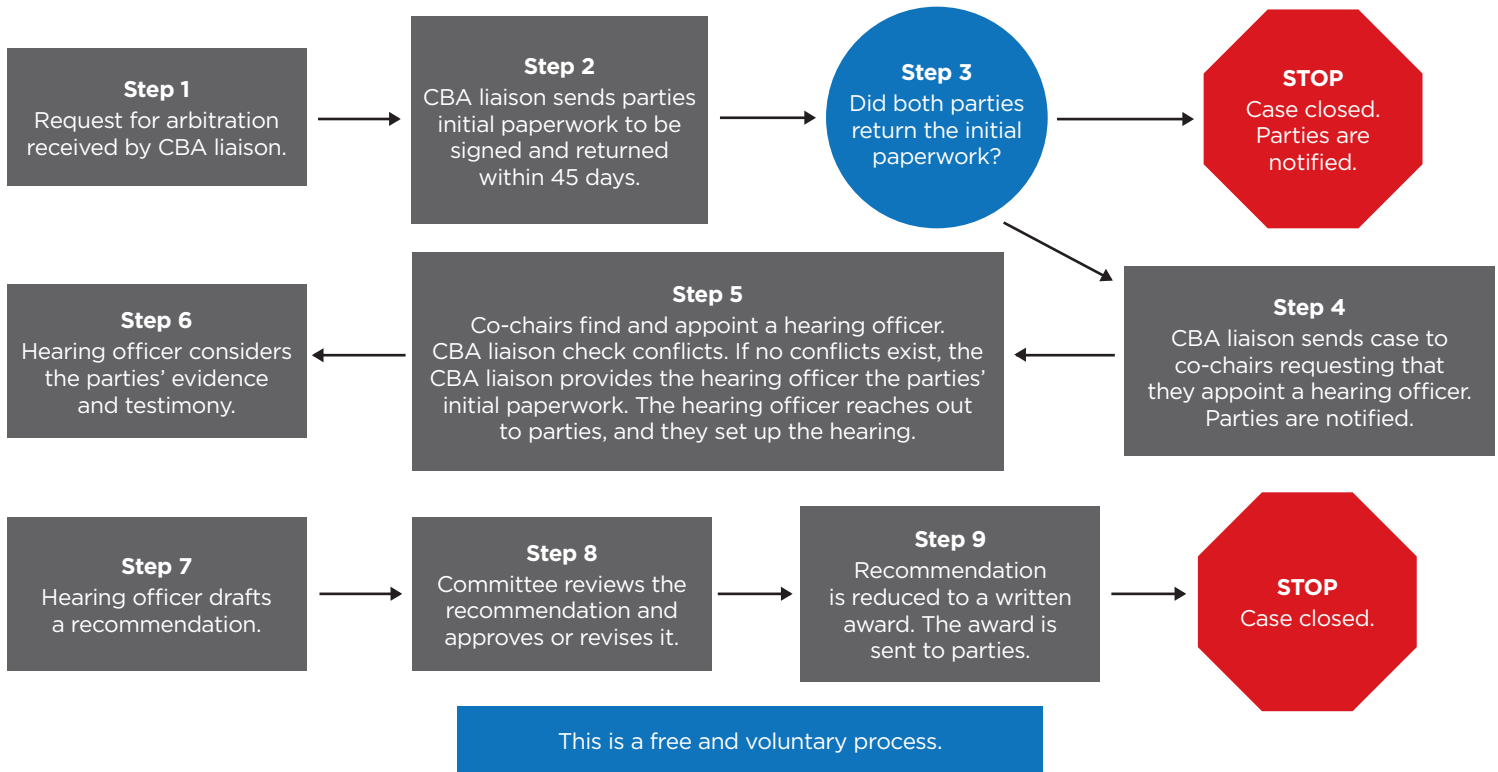 Step 1
Request for arbitration
received by CBA liaison.
Step 2
CBA liaison sends parties
initial paperwork to be
signed and returned
within 45 days.
Step 3
Did both parties
return the initial
paperwork?
STOP
Case closed.
Parties are
notified.
Step 4
CBA liaison sends case to
co-chairs requesting that
they appoint a hearing officer.
Parties are notified.
Step 5
Co-chairs find and appoint a hearing officer.
CBA liaison check conflicts. If no conflicts exist, the
CBA liaison provides the hearing officer the parties’
initial paperwork. The hearing officer reaches out
to parties, and they set up the hearing.
Step 6
Hearing officer considers
the parties’ evidence
and testimony.
Step 7
Hearing officer drafts
a recommendation.
Step 8
Committee reviews the
recommendation and
approves or revises it.
Step 9
Recommendation
is reduced to a written
award. The award is
sent to parties.
STOP
Case closed.
This is a free and voluntary process.